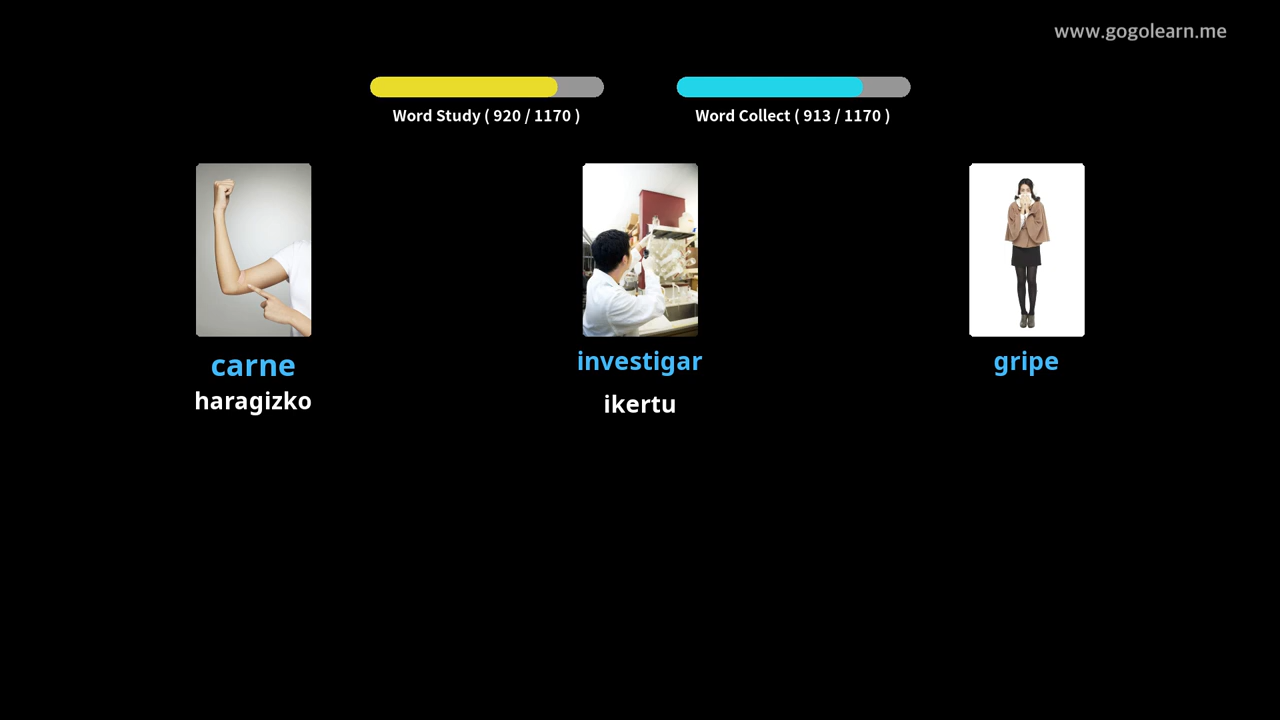 www.gogolearn.me
Word Study ( 920 / 1170 )
Word Collect ( 913 / 1170 )
carne
haragizko
investigar
ikertu
gripe